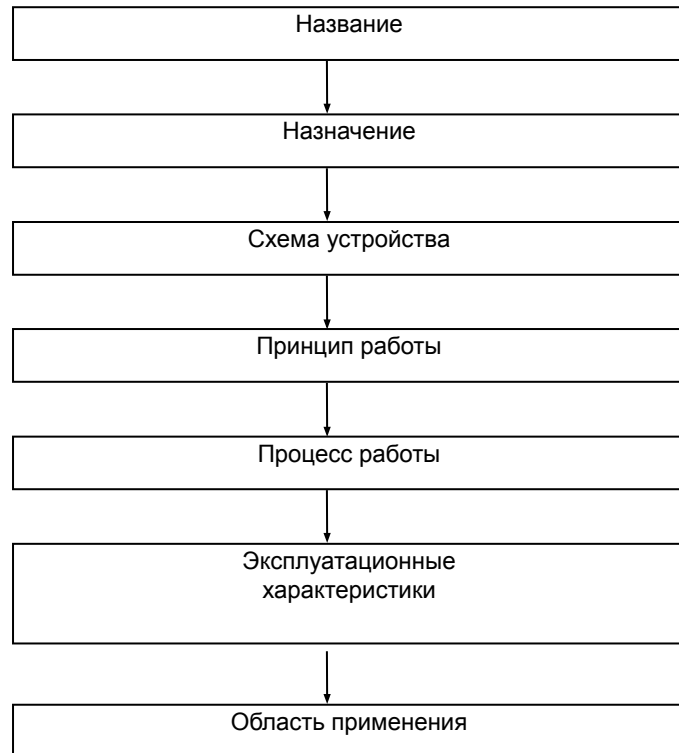 Название
Назначение
Схема устройства
Принцип работы
Процесс работы
Эксплуатационные
характеристики
Область применения